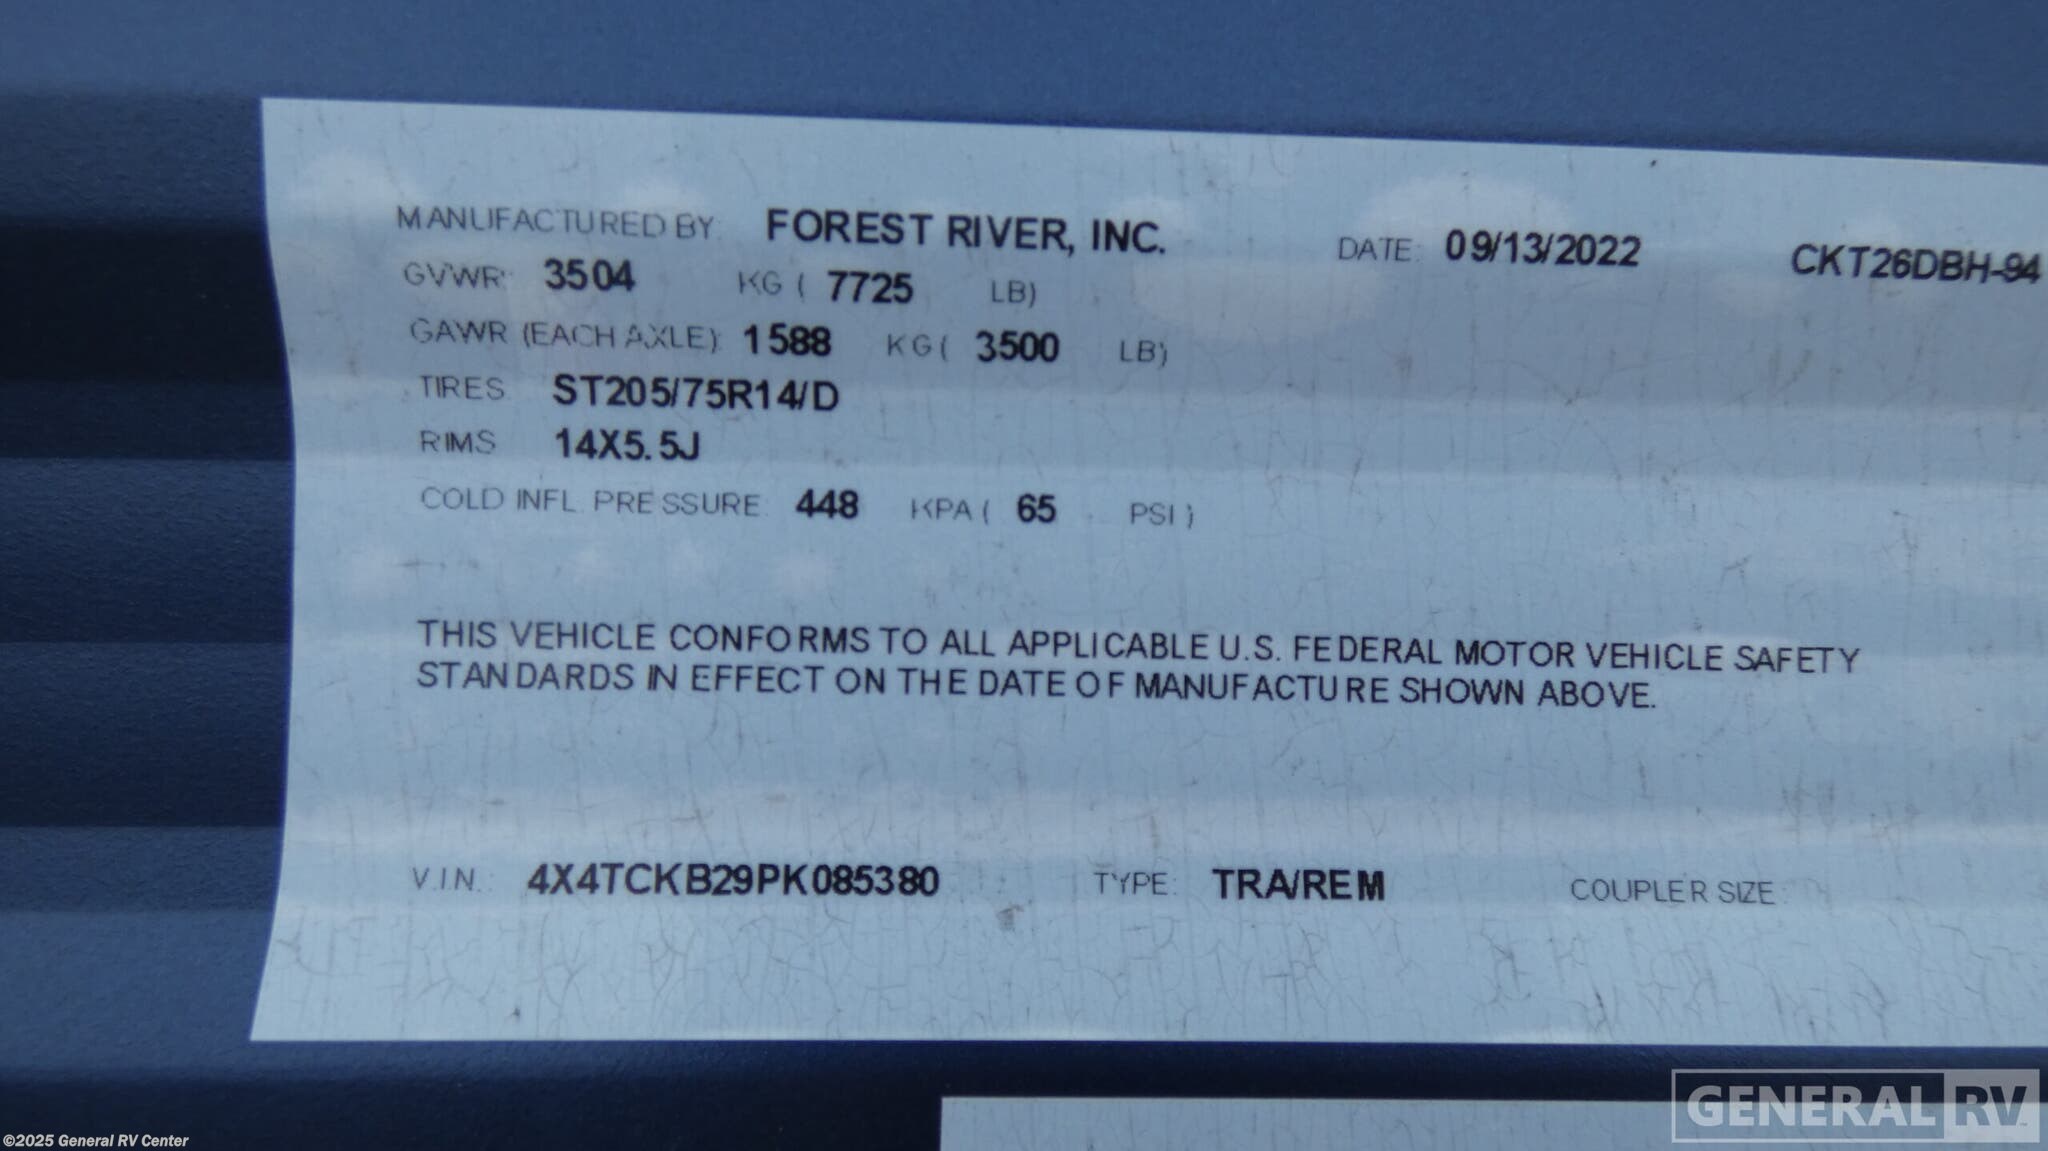 MANUFACTURED BY: FOREST RIVER, INC. DATE: 09/13/2022 CKT26DBH-94
GVWR: 3504 KG ( 7725 LB)
GAWR (EACH AXLE): 1588 KG ( 3500 LB)
TIRES ST205/75R14/D
RIMS 14X5.5J
COLD INFL. PRESSURE: 448 KPA ( 65 PSI )
THIS VEHICLE CONFORMS TO ALL APPLICABLE U.S. FEDERAL MOTOR VEHICLE SAFETY
STANDARDS IN EFFECT ON THE DATE OF MANUFACTURE SHOWN ABOVE.
V.I.N.: 4X4TCKB29PK085380 TYPE: TRA/REM COUPLER SIZE:
GENERAL RV
©2025 General RV Center